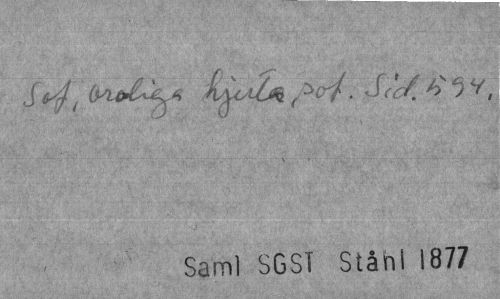 Sof, oroliga hjerta, sof. Sid. 594.
Saml SGST Ståhl 1877